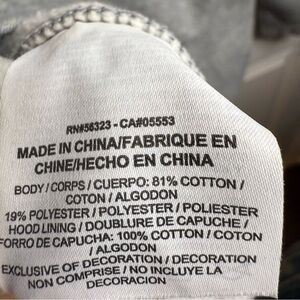 RN#56323 - CA#05553
MADE IN CHINA/FABRIQUE EN
CHINE/HECHO EN CHINA
BODY / CORPS / CUERPO: 81% COTTON /
COTON / ALGODON
19% POLYESTER / POLYESTER / POLIESTER
HOOD LINING / DOUBLURE DE CAPUCHE /
FORRO DE CAPUCHA: 100% COTTON / COTON
/ ALGODON
EXCLUSIVE OF DECORATION / DECORATION
NON COMPRISE / NO INCLUYE LA